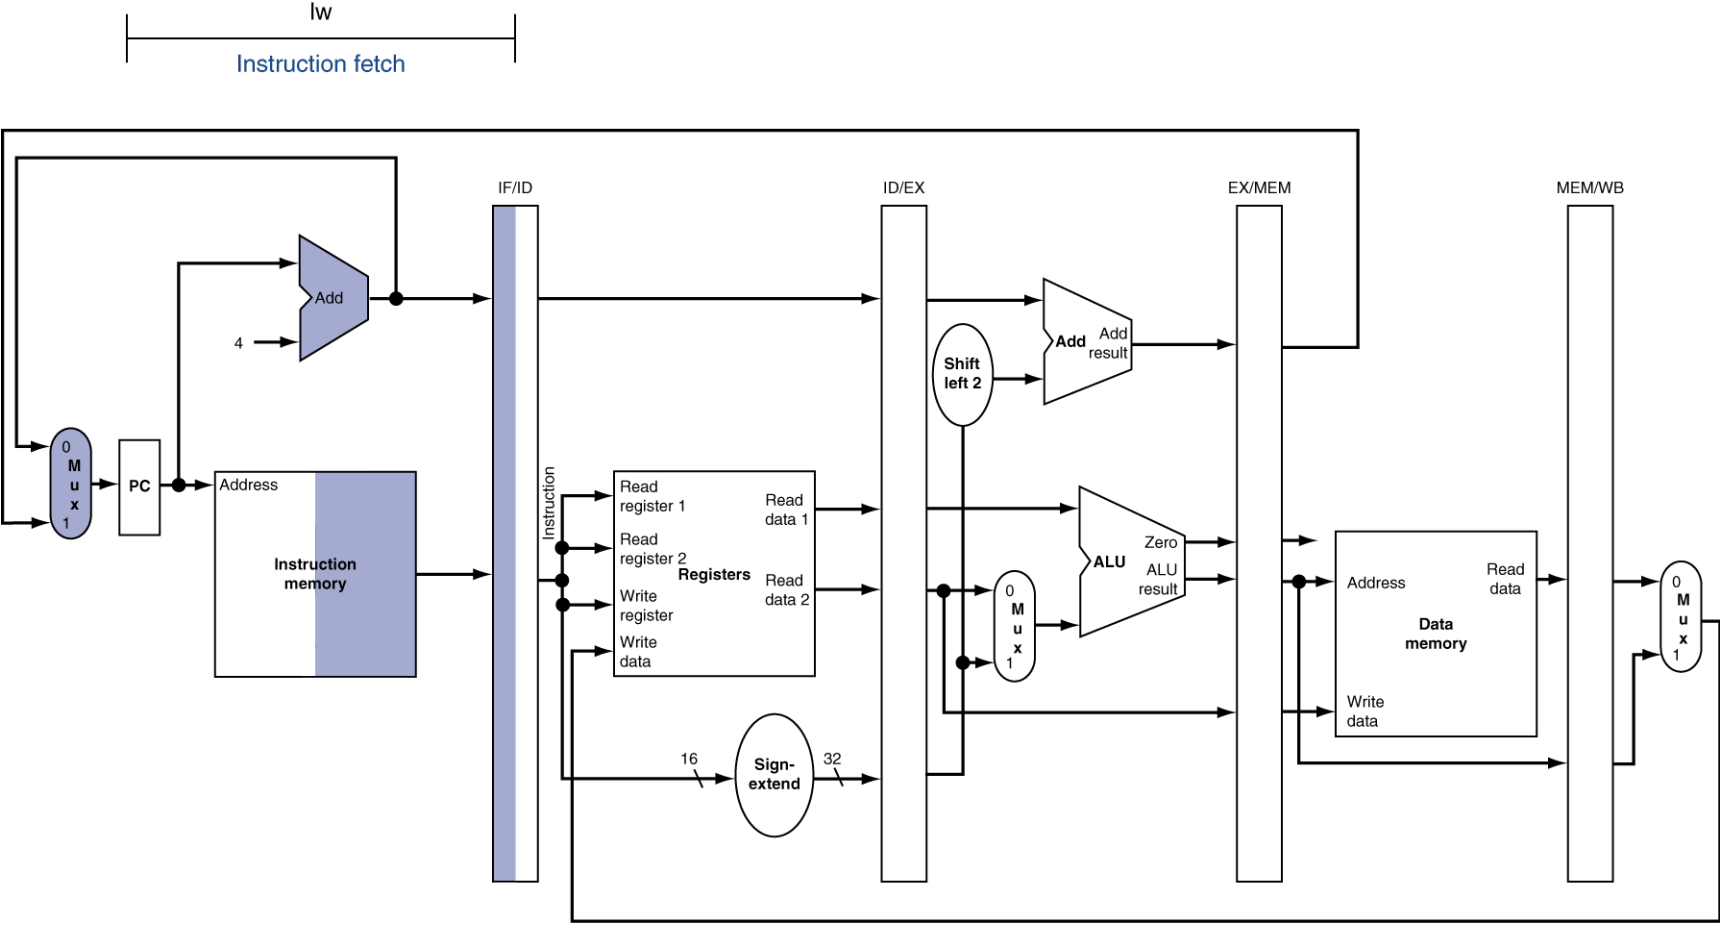 lw
Instruction fetch
IF/ID
ID/EX
EX/MEM
MEM/WB
Add
4
Add
Add
result
Shift
left 2
0
M
u
x
1
PC
Address
Instruction
memory
Instruction
Read
register 1
Read
register 2
Write
register
Write
data
Registers
Read
data 1
Read
data 2
0
M
u
x
1
Zero
ALU
ALU
result
Address
Read
data
Data
memory
Write
data
0
M
u
x
1
16
Sign-
extend
32